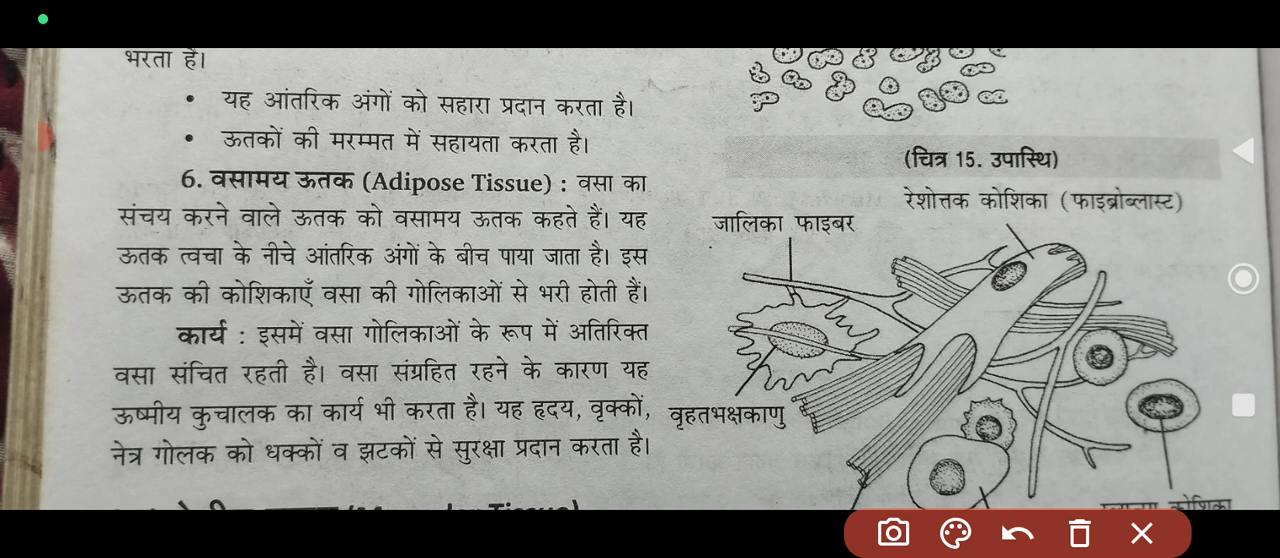 भरता है।
• यह आंतरिक अंगों को सहारा प्रदान करता है।
• ऊतकों की मरम्मत में सहायता करता है।
6. वसामय ऊतक (Adipose Tissue) : वसा का
संचय करने वाले ऊतक को वसामय ऊतक कहते हैं। यह
ऊतक त्वचा के नीचे आंतरिक अंगों के बीच पाया जाता है। इस
ऊतक की कोशिकाएँ वसा की गोलिकाओं से भरी होती हैं।
कार्य : इसमें वसा गोलिकाओं के रूप में अतिरिक्त
वसा संचित रहती है। वसा संग्रहित रहने के कारण यह
ऊष्मीय कुचालक का कार्य भी करता है। यह हृदय, वृक्कों,
नेत्र गोलक को धक्कों व झटकों से सुरक्षा प्रदान करता है।
(चित्र 15. उपास्थि)
रेशोत्तक कोशिका (फाइब्रोब्लास्ट)
जालिका फाइबर
वृहतभक्षकाणु